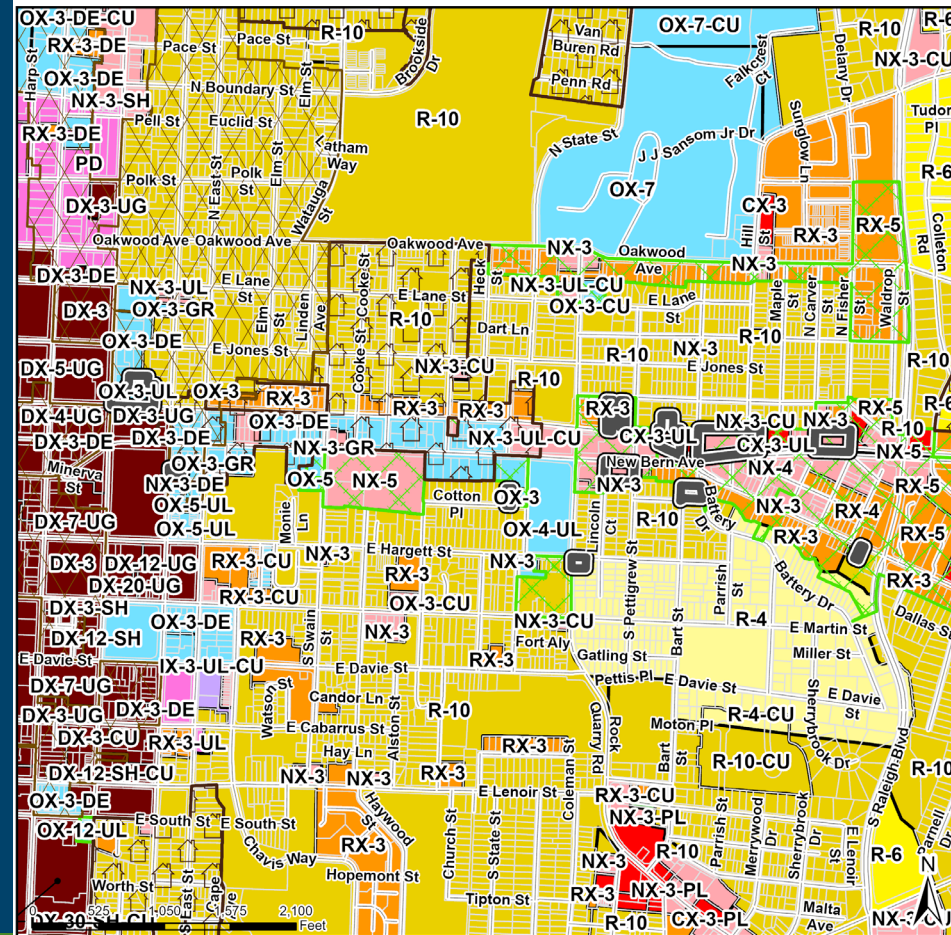 OX-3-DE-CU
R-10
Van
Buren Rd
OX-7-CU
R-10
R-6
Pace St
Pace St
Elm St
Brookside
Dr
Falkcrest
Ct
Delany Dr
NX-3-CU
RX-3-DE
Harp St
OX-3-DE
N Boundary St
Penn Rd
NX-3-SH
Pell St
Euclid St
R-10
N State St
J J Sansom Jr Dr
Sunglow Ln
Tudor
Pl
RX-3-DE
Latham
Way
PD
Polk St
Polk
St
N East St
Elm St
OX-7
R-6
DX-3-UG
Watauga
St
CX-3
Hill
St
RX-3
RX-5
Colleton
Rd
Oakwood Ave
Oakwood Ave
Oakwood Ave
NX-3
Oakwood
Ave
NX-3
DX-3-DE
NX-3-UL
E Lane
St
Cooke St
Cooke St
Heck
St
NX-3-UL-CU
OX-3-CU
E Lane
St
Maple
St
N Carver
St
N Fisher
St
Waldrop
St
DX-3
OX-3-GR
Elm
St
Linden
Ave
E Lane St
R-10
Dart Ln
R-10
OX-3-DE
E Jones St
R-10
NX-3
E Jones St
R-10
DX-5-UG
NX-3-CU
R-10
OX-3-UL
OX-3
RX-3
RX-3
RX-3
RX-3
RX-5
R-6
DX-4-UG
DX-3-UG
OX-3-DE
NX-3-CU
NX-3
R-10
DX-3-DE
DX-3-DE
NX-3-GR
NX-3-UL-CU
CX-3-UL
CX-3-UL
NX-5
Minerva
St
OX-3-GR
New Bern Ave
NX-4
NX-3-DE
OX-5
NX-5
NX-3
RX-5
OX-5-UL
Cotton
Pl
OX-3
Battery
Dr
NX-3
RX-4
DX-7-UG
OX-5-UL
Monie
Ln
OX-4-UL
Lincoln
Ct
R-10
RX-3
RX-5
DX-3
DX-12-UG
RX-3-CU
NX-3
E Hargett St
NX-3
S Pettigrew St
Parrish
St
Battery Dr
RX-3
DX-20-UG
RX-3-CU
RX-3
OX-3-CU
DX-3-SH
OX-3-DE
NX-3
NX-3-CU
Bart St
R-4
E Martin St
Dallas St
DX-12-SH
RX-3
S Swain
St
Fort Aly
Gatling St
Miller St
E Davie St
IX-3-UL-CU
E Davie St
RX-3
Pettis Pl
E Davie St
E Davie
St
DX-7-UG
Watson St
Candor Ln
DX-3-UG
DX-3-DE
Alston St
R-10
Rock
Quarry Rd
Moton Pl
R-4-CU
Sherrybrook Dr
DX-3-CU
RX-3-UL
E Cabarrus St
Hay Ln
RX-3
Coleman St
Bart
St
R-10-CU
S Raleigh Blvd
DX-12-SH-CU
NX-3
NX-3
RX-3
E Lenoir St
RX-3-CU
R-10
OX-3-DE
NX-3-PL
OX-12-UL
E South St
E South St
Haywood
St
Church St
S State St
Parrish St
Merrywood
Dr
Sherrybrook
Dr
E Lenoir
St
Chavis Way
RX-3
R-10
R-6
Worth St
S East St
Cape
Ave
Hopemont St
NX-3
RX-3
NX-3-PL
N
Tipton St
CX-3-PL
Malta
Ave
R-10
0
525
1,050
1,575
2,100
Feet